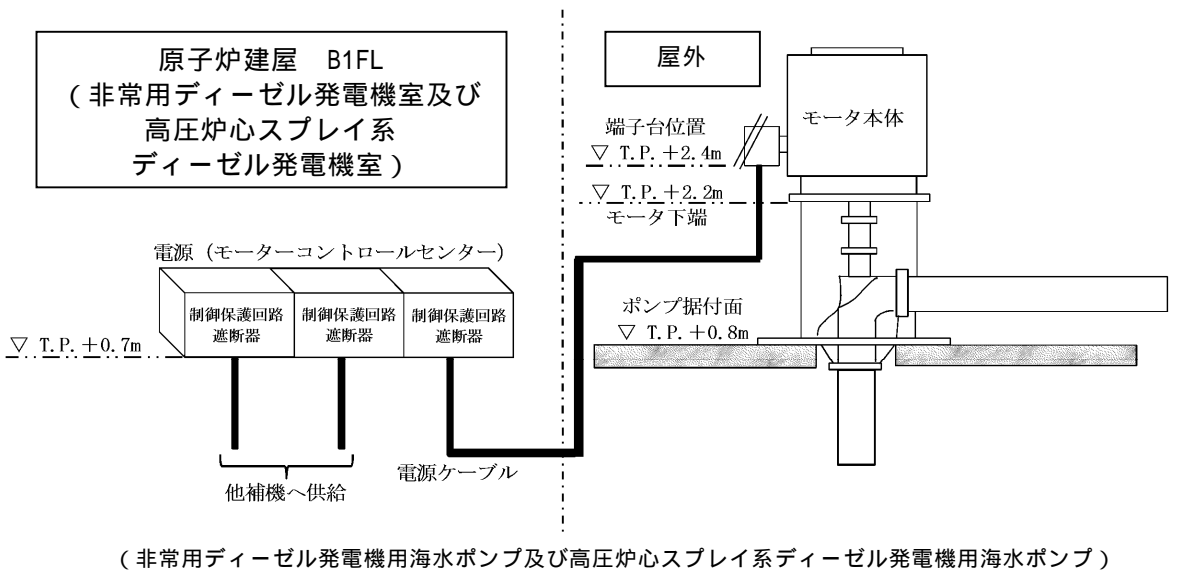 原子炉建屋 B1FL
(非常用ディーゼル発電機室及び
高圧炉心スプレイ系
ディーゼル発電機室)
屋外
モータ本体
端子台位置
▽ T.P.+2.4m
▽ T.P.+2.2m
モータ下端
電源(モーターコントロールセンター)
制御保護回路
遮断器
制御保護回路
遮断器
制御保護回路
遮断器
▽ T.P.+0.7m
ポンプ据付面
▽ T.P.+0.8m
電源ケーブル
他補機へ供給
(非常用ディーゼル発電機用海水ポンプ及び高圧炉心スプレイ系ディーゼル発電機用海水ポンプ)